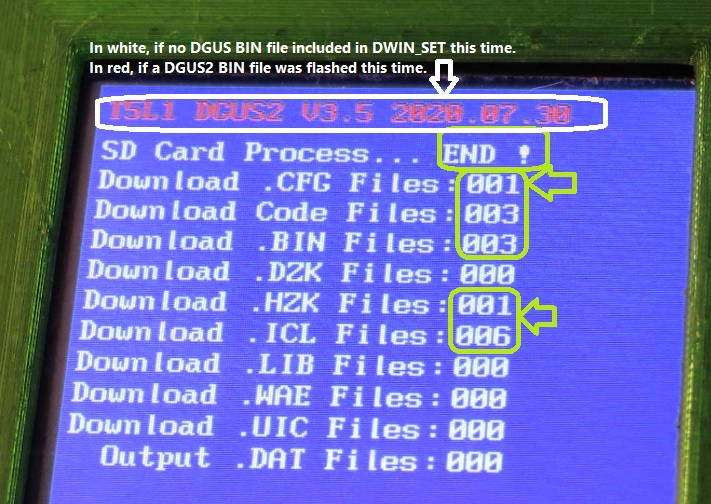 In white, if no DGUS BIN file included in DWIN_SET this time.
In red, if a DGUS2 BIN file was flashed this time.
T5L1 DGUS2 V3.5 2020.07.30
SD Card Process... END !
Download .CFG Files:001
Download Code Files:003
Download .BIN Files:003
Download .DZK Files:000
Download .HZK Files:001
Download .ICL Files:006
Download .LIB Files:000
Download .WAE Files:000
Download .UIC Files:000
Output .DAT Files:000